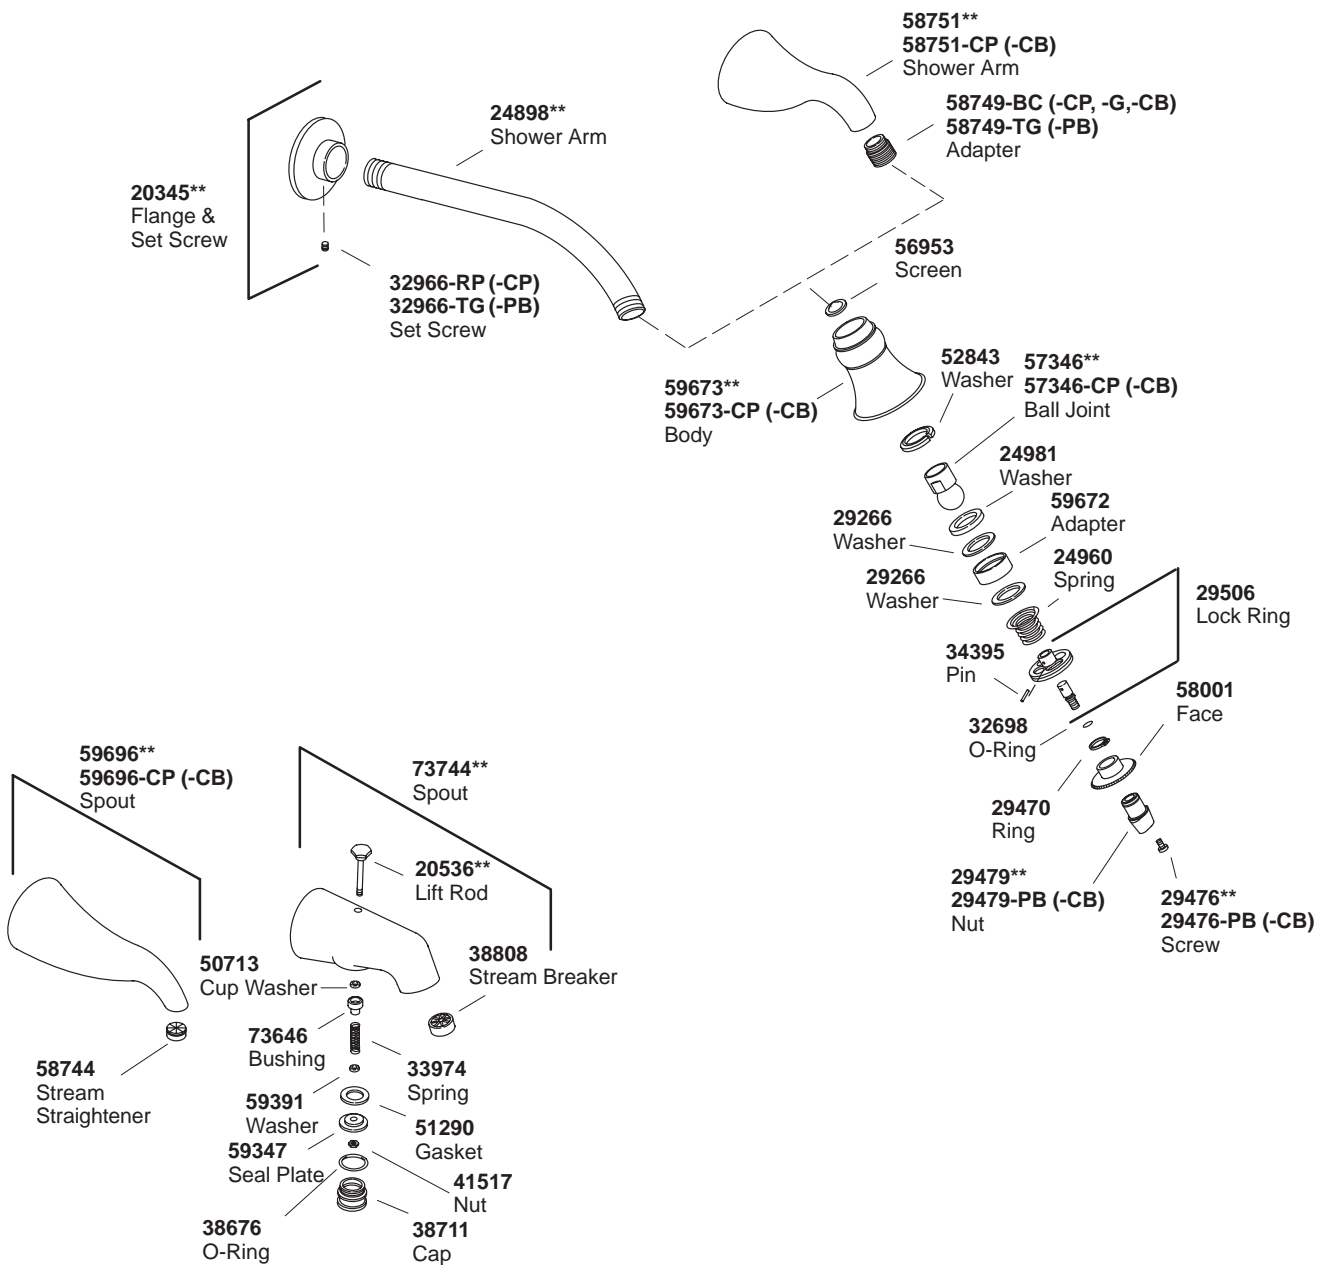 58751**
58751-CP (-CB)
Shower Arm
58749-BC (-CP, -G,-CB)
58749-TG (-PB)
Adapter
24898**
Shower Arm
20345**
Flange &
Set Screw
32966-RP (-CP)
32966-TG (-PB)
Set Screw
56953
Screen
52843
Washer
57346**
57346-CP (-CB)
Ball Joint
59673**
59673-CP (-CB)
Body
24981
Washer
59672
Adapter
29266
Washer
24960
Spring
29266
Washer
29506
Lock Ring
34395
Pin
58001
Face
32698
O-Ring
29470
Ring
29479**
29479-PB (-CB)
Nut
29476**
29476-PB (-CB)
Screw
59696**
59696-CP (-CB)
Spout
73744**
Spout
20536**
Lift Rod
50713
Cup Washer
38808
Stream Breaker
73646
Bushing
33974
Spring
58744
Stream
Straightener
59391
Washer
51290
Gasket
59347
Seal Plate
41517
Nut
38676
O-Ring
38711
Cap